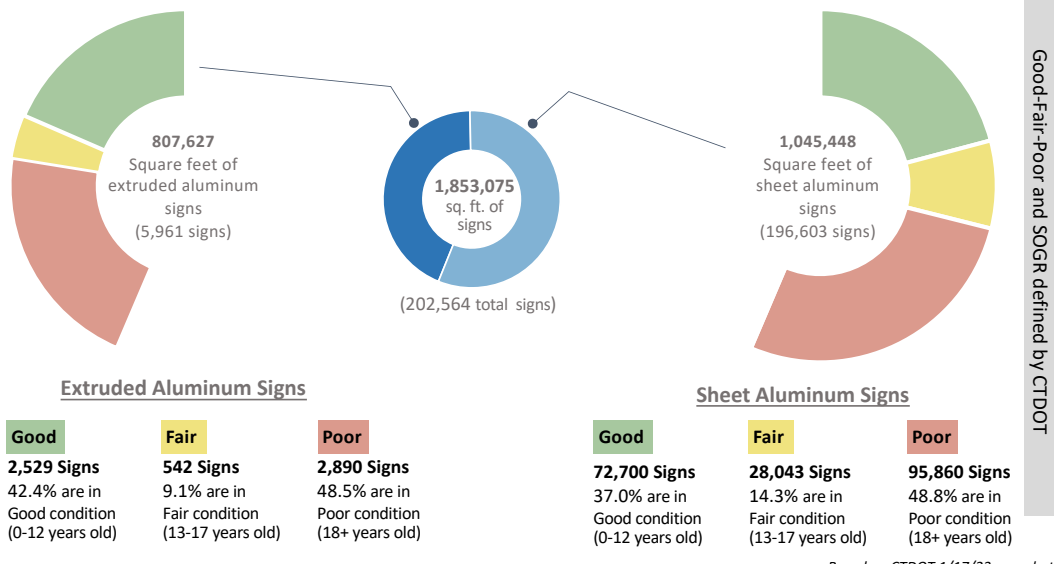 807,627
Square feet of
extruded aluminum
signs
(5,961 signs)
1,853,075
sq. ft. of
signs
(202,564 total signs)
1,045,448
Square feet of
sheet aluminum
signs
(196,603 signs)
Good-Fair-Poor and SOGR defined by CTDOT
Extruded Aluminum Signs
Good
2,529 Signs
42.4% are in
Good condition
(0-12 years old)
Fair
542 Signs
9.1% are in
Fair condition
(13-17 years old)
Poor
2,890 Signs
48.5% are in
Poor condition
(18+ years old)
Sheet Aluminum Signs
Good
72,700 Signs
37.0% are in
Good condition
(0-12 years old)
Fair
28,043 Signs
14.3% are in
Fair condition
(13-17 years old)
Poor
95,860 Signs
48.8% are in
Poor condition
(18+ years old)